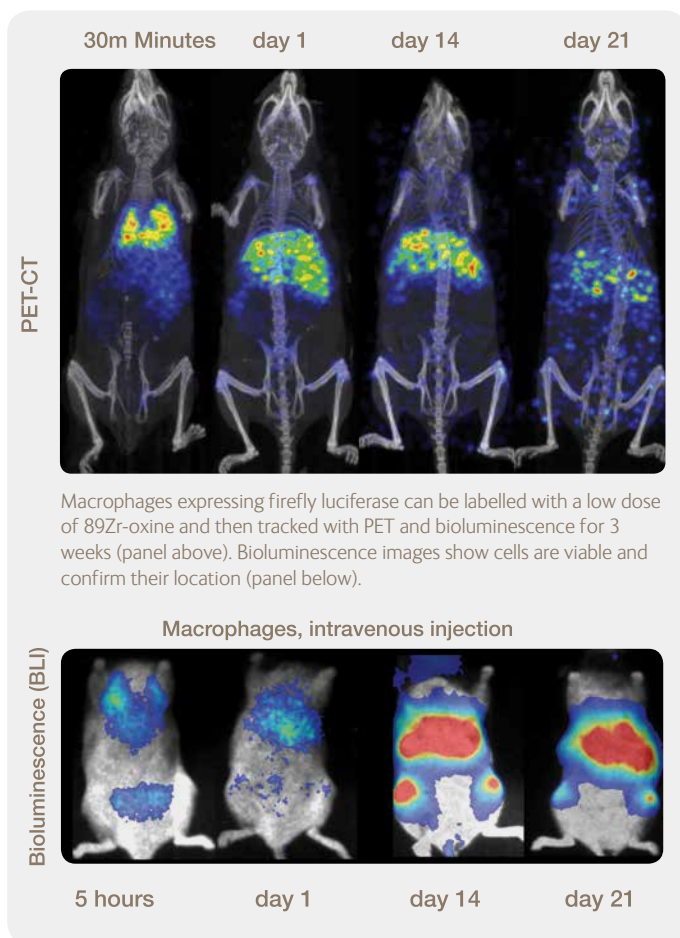 30m Minutes day 1 day 14 day 21
PET-CT
Macrophages expressing firefly luciferase can be labelled with a low dose
of 89Zr-oxine and then tracked with PET and bioluminescence for 3
weeks (panel above). Bioluminescence images show cells are viable and
confirm their location (panel below).
Macrophages, intravenous injection
Bioluminescence (BLI)
5 hours day 1 day 14 day 21